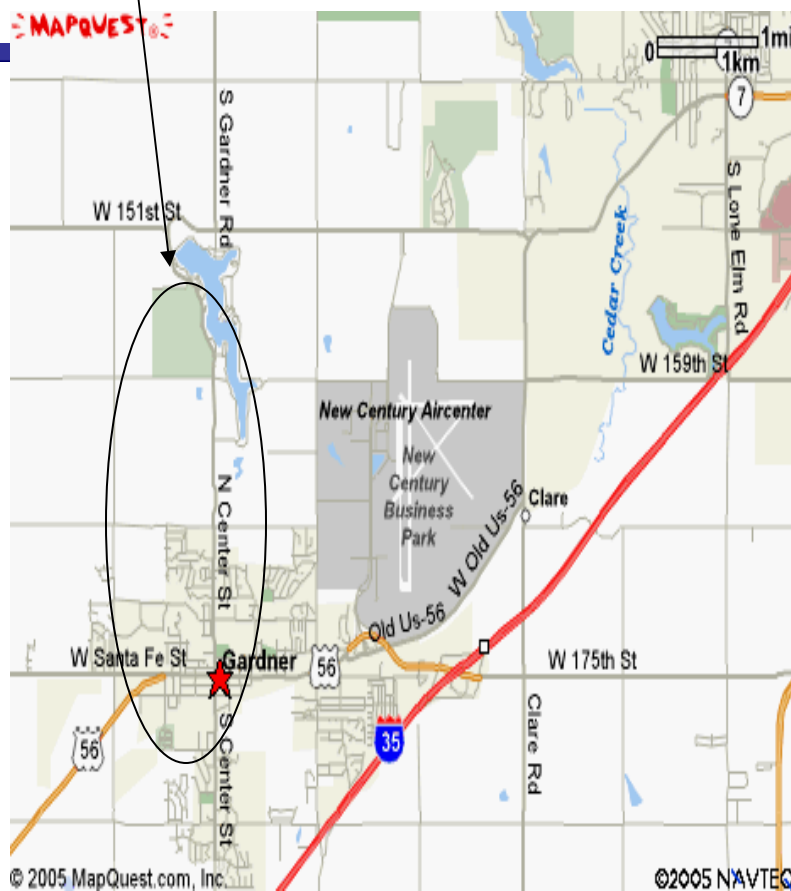 MAPQUEST®
0 1mi
1km
7
S Gardner Rd
W 151st St
S Lone Elm Rd
Cedar Creek
W 159th St
New Century Aircenter
New
Century
Business
Park
N Center St
W Old Us-56
Clare
Old Us-56
W Santa Fe St
Gardner
56
W 175th St
56
35
S Center St
Clare Rd
© 2005 MapQuest.com, Inc.
©2005 NAVTEQ